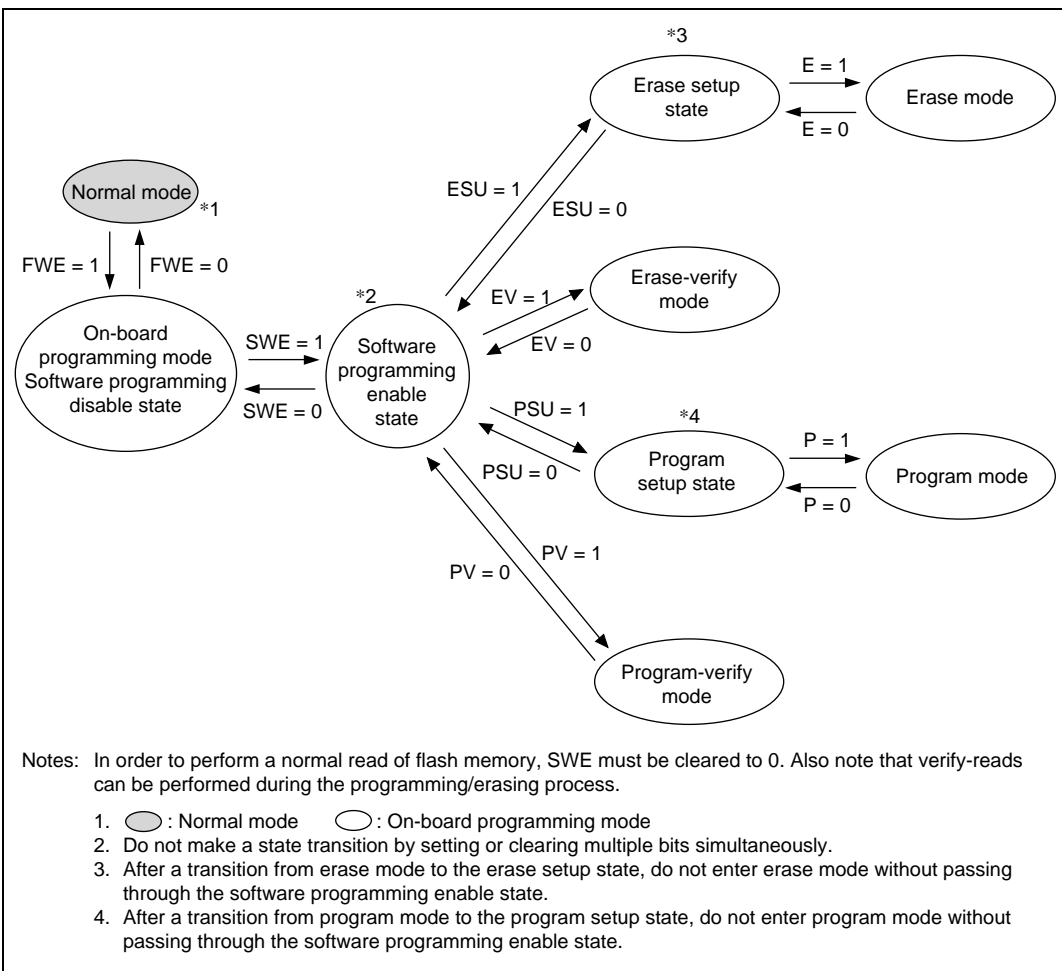 *3
Erase setup
state
E = 1
E = 0
Erase mode
Normal mode
*1
ESU = 1
ESU = 0
FWE = 1
FWE = 0
Erase-verify
mode
*2
EV = 1
EV = 0
On-board
programming mode
Software programming
disable state
SWE = 1
SWE = 0
Software
programming
enable
state
PSU = 1
PSU = 0
*4
Program
setup state
P = 1
P = 0
Program mode
PV = 1
PV = 0
Program-verify
mode
Notes: In order to perform a normal read of flash memory, SWE must be cleared to 0. Also note that verify-reads
can be performed during the programming/erasing process.
1. : Normal mode : On-board programming mode
2. Do not make a state transition by setting or clearing multiple bits simultaneously.
3. After a transition from erase mode to the erase setup state, do not enter erase mode without passing
through the software programming enable state.
4. After a transition from program mode to the program setup state, do not enter program mode without
passing through the software programming enable state.